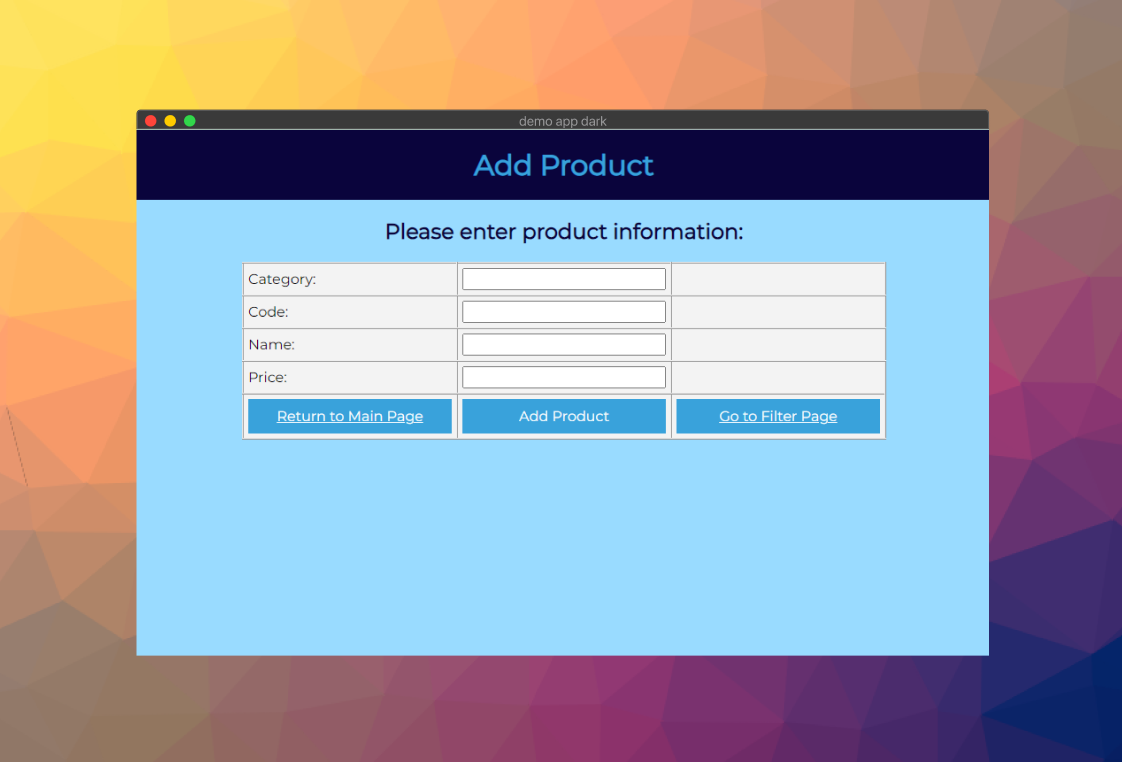 demo app dark
Add Product
Please enter product information:
Category:
Code:
Name:
Price:
Return to Main Page Add Product Go to Filter Page